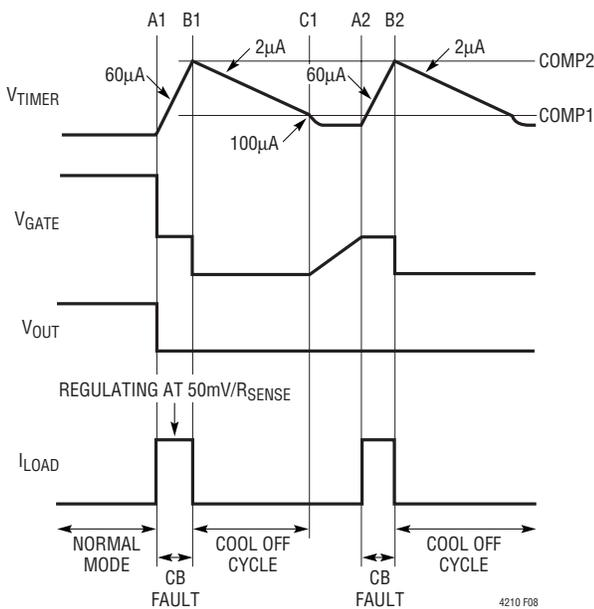 A1 B1 C1 A2 B2
2µA 2µA
COMP2
60µA 60µA
VTIMER
COMP1
100µA
VGATE
VOUT
REGULATING AT 50mV/RSENSE
ILOAD
NORMAL MODE
COOL OFF CYCLE
COOL OFF CYCLE
CB FAULT
CB FAULT
4210 F08